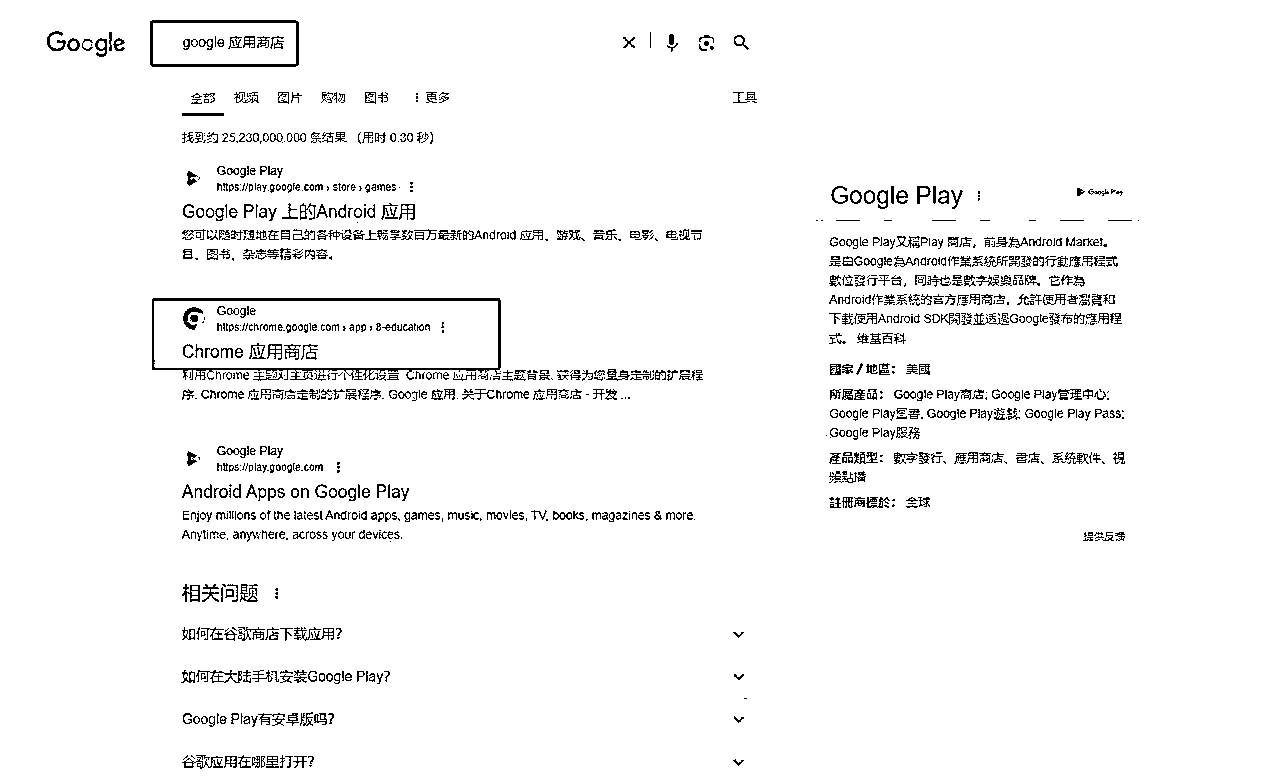 Google
google 应用商店
全部 视频 图片 购物 图书 更多 工具
找到约 25,230,000,000 条结果 (用时 0.30 秒)
Google Play
https://play.google.com › store › games
Google Play 上的Android 应用
您可以随时随地在自己的各种设备上畅享数百万最新的Android 应用、游戏、音乐、电影、电视节
目、图书、杂志等精彩内容。
Google
https://chrome.google.com › app › 8-education
Chrome 应用商店
利用Chrome 主题对主页进行个性化设置. Chrome 应用商店主题背景. 获得为您量身定制的扩展程
序. Chrome 应用商店定制的扩展程序. Google 应用. 关于Chrome 应用商店 - 开发 ...
Google Play
https://play.google.com
Android Apps on Google Play
Enjoy millions of the latest Android apps, games, music, movies, TV, books, magazines & more.
Anytime, anywhere, across your devices.
相关问题
如何在谷歌商店下载应用?
如何在大陆手机安装Google Play?
Google Play有安卓版吗?
谷歌应用在哪里打开?
Google Play
Google Play
Google Play又稱Play 商店，前身為Android Market，
是由Google為Android作業系統所開發的行動應用程式
數位發行平台，同時也是數字娛樂品牌。它作為
Android作業系統的官方應用商店，允許使用者瀏覽和
下載使用Android SDK開發並透過Google發布的應用程
式。 维基百科
國家 / 地區： 美國
所屬產品： Google Play商店; Google Play管理中心;
Google Play圖書; Google Play遊戲; Google Play Pass;
Google Play服務
產品類型： 數字發行、應用商店、書店、系統軟件、視
頻點播
註冊商標於： 全球
提供反馈